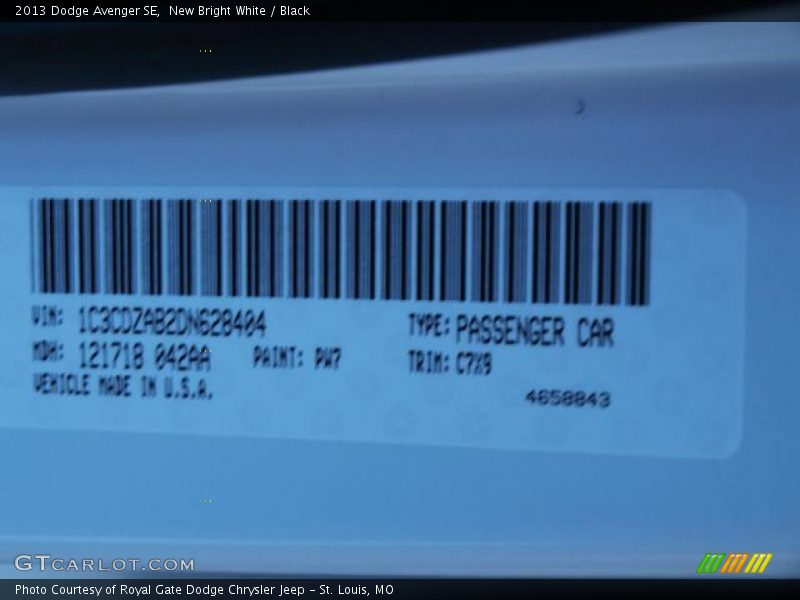 2013 Dodge Avenger SE,  New Bright White / Black
VIN: 1C3CDZAB2DN628404 TYPE: PASSENGER CAR
MDH: 121718 042AA PAINT: PW7 TRIM: C7X9
VEHICLE MADE IN U.S.A. 4658843
GTCARLOT.COM
Photo Courtesy of Royal Gate Dodge Chrysler Jeep – St. Louis, MO